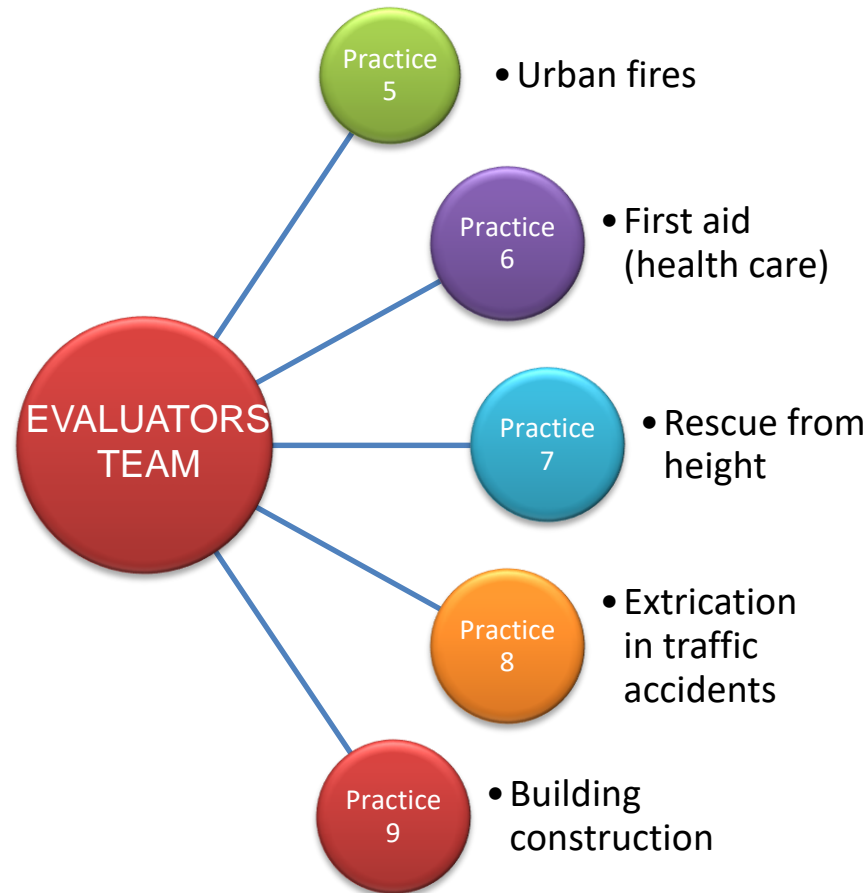 Practice
5
• Urban fires
Practice
6
• First aid
(health care)
EVALUATORS
TEAM
Practice
7
• Rescue from
height
Practice
8
• Extrication
in traffic
accidents
Practice
9
• Building
construction